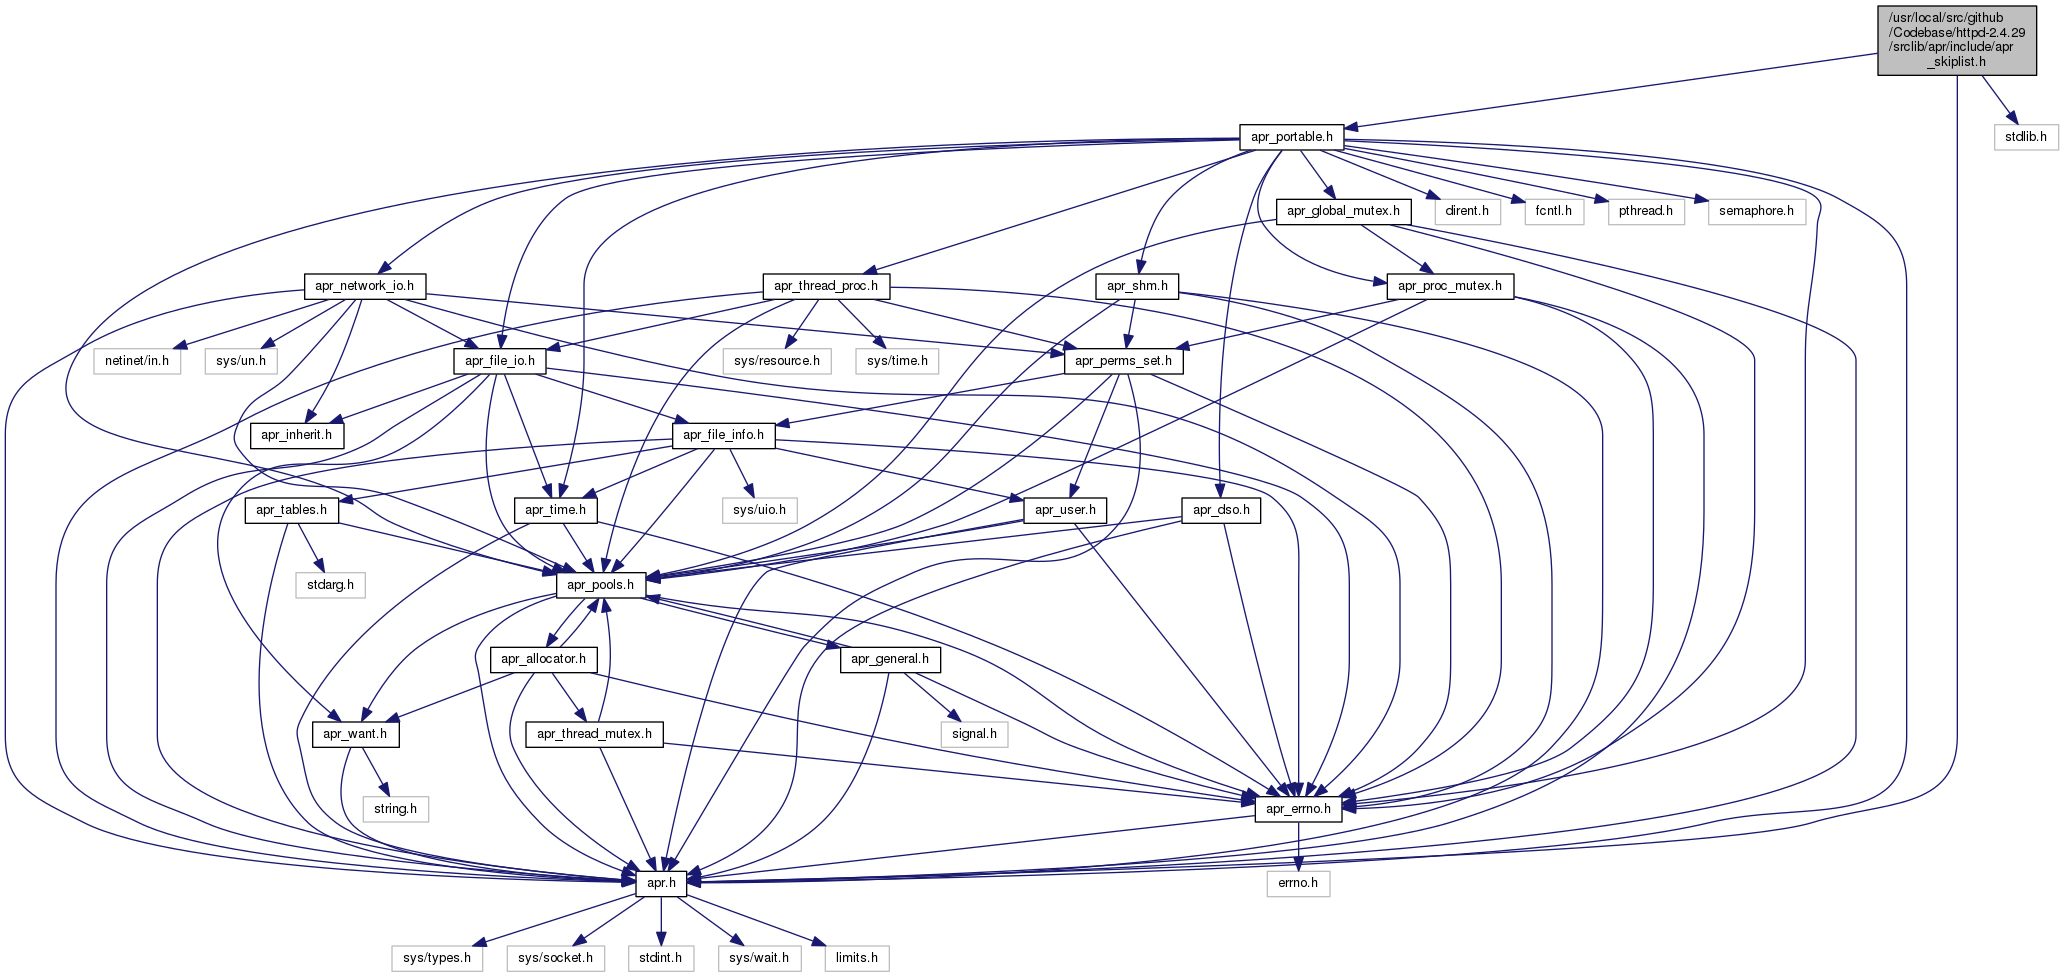 /usr/local/src/github
/Codebase/httpd-2.4.29
/srclib/apr/include/apr
_skiplist.h
apr_portable.h
stdlib.h
apr_global_mutex.h
dirent.h
fcntl.h
pthread.h
semaphore.h
apr_network_io.h
apr_thread_proc.h
apr_shm.h
apr_proc_mutex.h
netinet/in.h
sys/un.h
apr_file_io.h
sys/resource.h
sys/time.h
apr_perms_set.h
apr_inherit.h
apr_file_info.h
apr_tables.h
apr_time.h
sys/uio.h
apr_user.h
apr_dso.h
stdarg.h
apr_pools.h
apr_allocator.h
apr_general.h
apr_want.h
apr_thread_mutex.h
signal.h
string.h
apr_errno.h
apr.h
errno.h
sys/types.h
sys/socket.h
stdint.h
sys/wait.h
limits.h